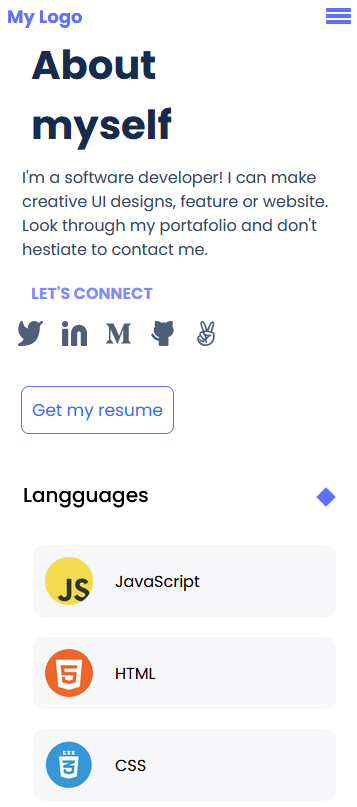 My Logo
About
myself
I'm a software developer! I can make
creative UI designs, feature or website.
Look through my portafolio and don't
hestiate to contact me.
LET'S CONNECT
Get my resume
Langguages
JS
JavaScript
5
HTML
CSS
3
CSS